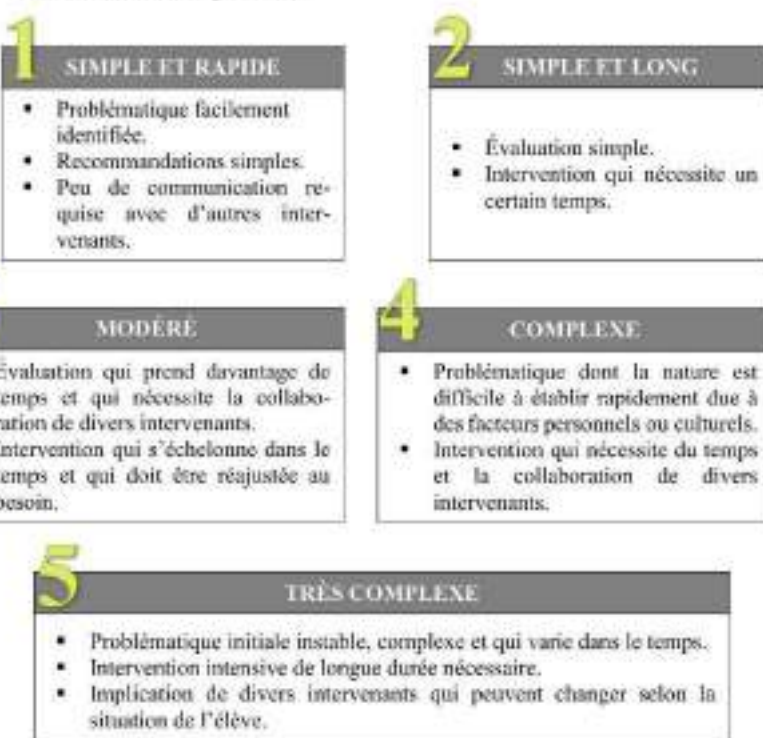 1
SIMPLE ET RAPIDE
▪ Problématique facilement
identifiée.
▪ Recommandations simples.
▪ Peu de communication re-
quise avec d'autres inter-
venants.
2
SIMPLE ET LONG
▪ Évaluation simple.
▪ Intervention qui nécessite un
certain temps.
MODÉRÉ
Évaluation qui prend davantage de
temps et qui nécessite la collabo-
ration de divers intervenants.
Intervention qui s'échelonne dans le
temps et qui doit être réajustée au
besoin.
4
COMPLEXE
▪ Problématique dont la nature est
difficile à établir rapidement due à
des facteurs personnels ou culturels.
▪ Intervention qui nécessite du temps
et la collaboration de divers
intervenants.
5
TRÈS COMPLEXE
▪ Problématique initiale instable, complexe et qui varie dans le temps.
▪ Intervention intensive de longue durée nécessaire.
▪ Implication de divers intervenants qui peuvent changer selon la
situation de l'élève.